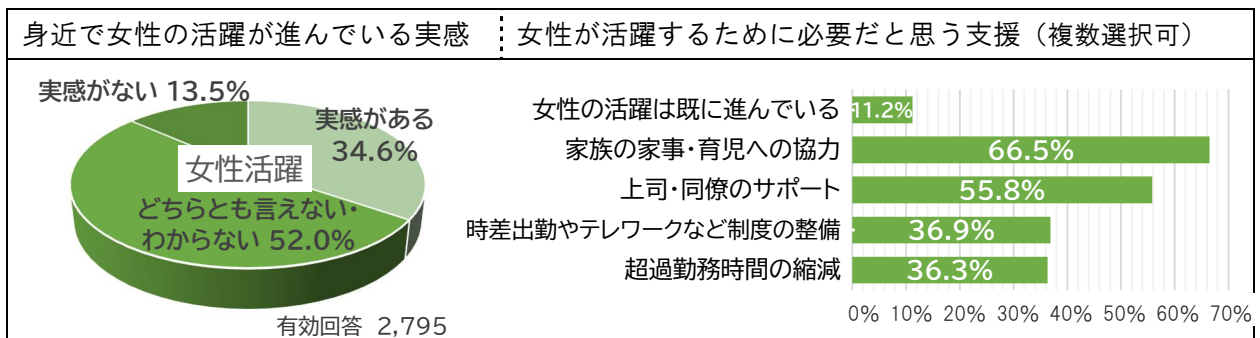 身近で女性の活躍が進んでいる実感
女性が活躍するために必要だと思う支援（複数選択可）
実感がない 13.5%
実感がある
34.6%
女性活躍
どちらとも言えない・
わからない 52.0%
有効回答 2,795
女性の活躍は既に進んでいる 11.2%
家族の家事・育児への協力 66.5%
上司・同僚のサポート 55.8%
時差出勤やテレワークなど制度の整備 36.9%
超過勤務時間の縮減 36.3%
0% 10% 20% 30% 40% 50% 60% 70%